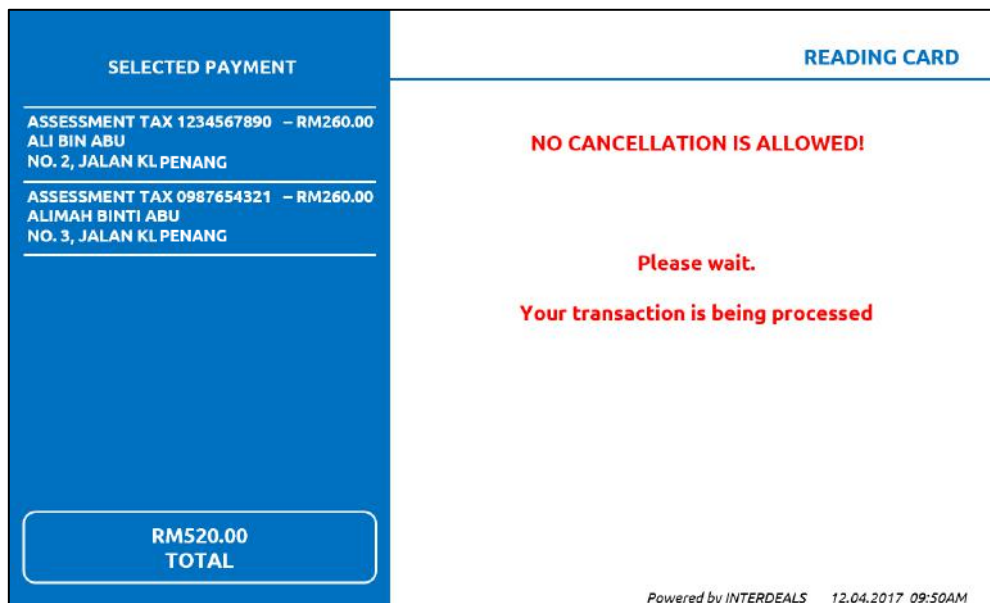 SELECTED PAYMENT
ASSESSMENT TAX 1234567890 – RM260.00
ALI BIN ABU
NO. 2, JALAN KL PENANG
ASSESSMENT TAX 0987654321 – RM260.00
ALIMAH BINTI ABU
NO. 3, JALAN KL PENANG
RM520.00
TOTAL
READING CARD
NO CANCELLATION IS ALLOWED!
Please wait.
Your transaction is being processed
Powered by INTERDEALS 12.04.2017 09:50AM